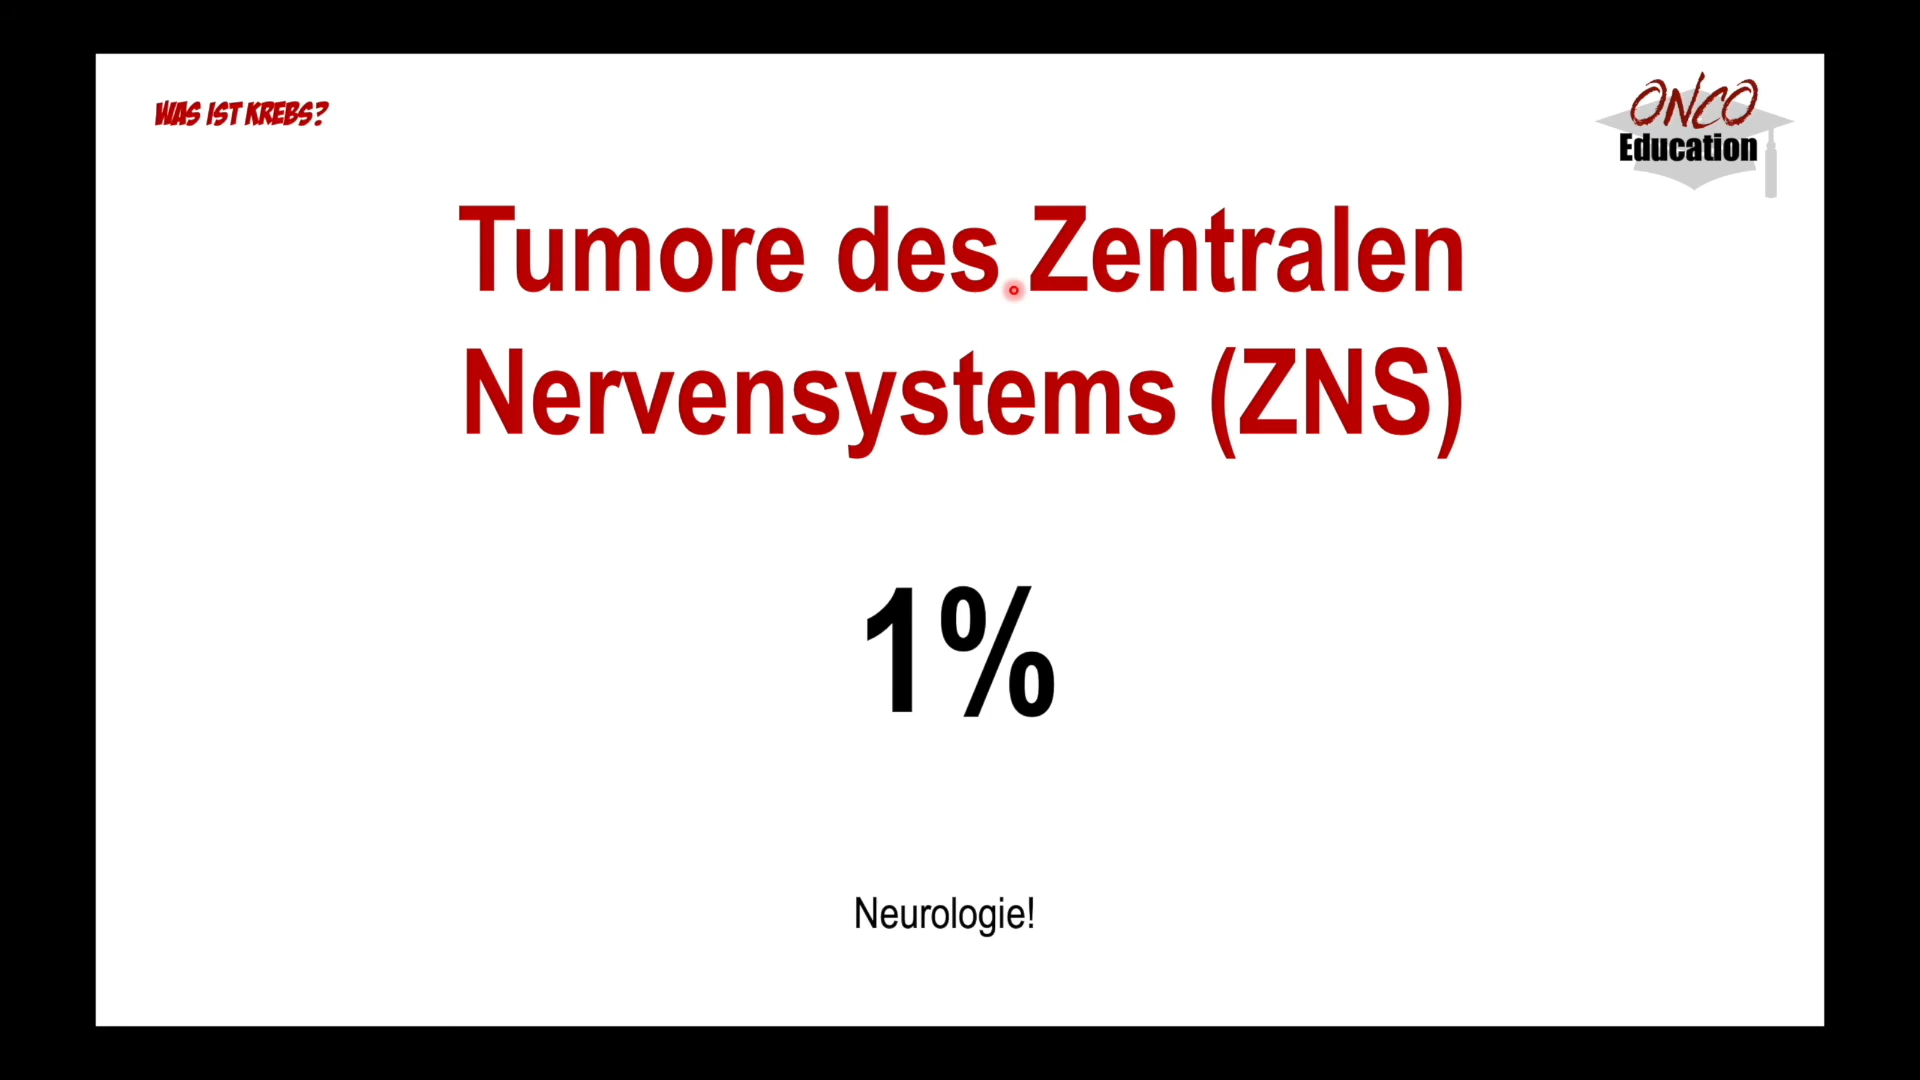 WAS IST KREBS?
ONCO
Education
Tumore des Zentralen
Nervensystems (ZNS)
1%
Neurologie!